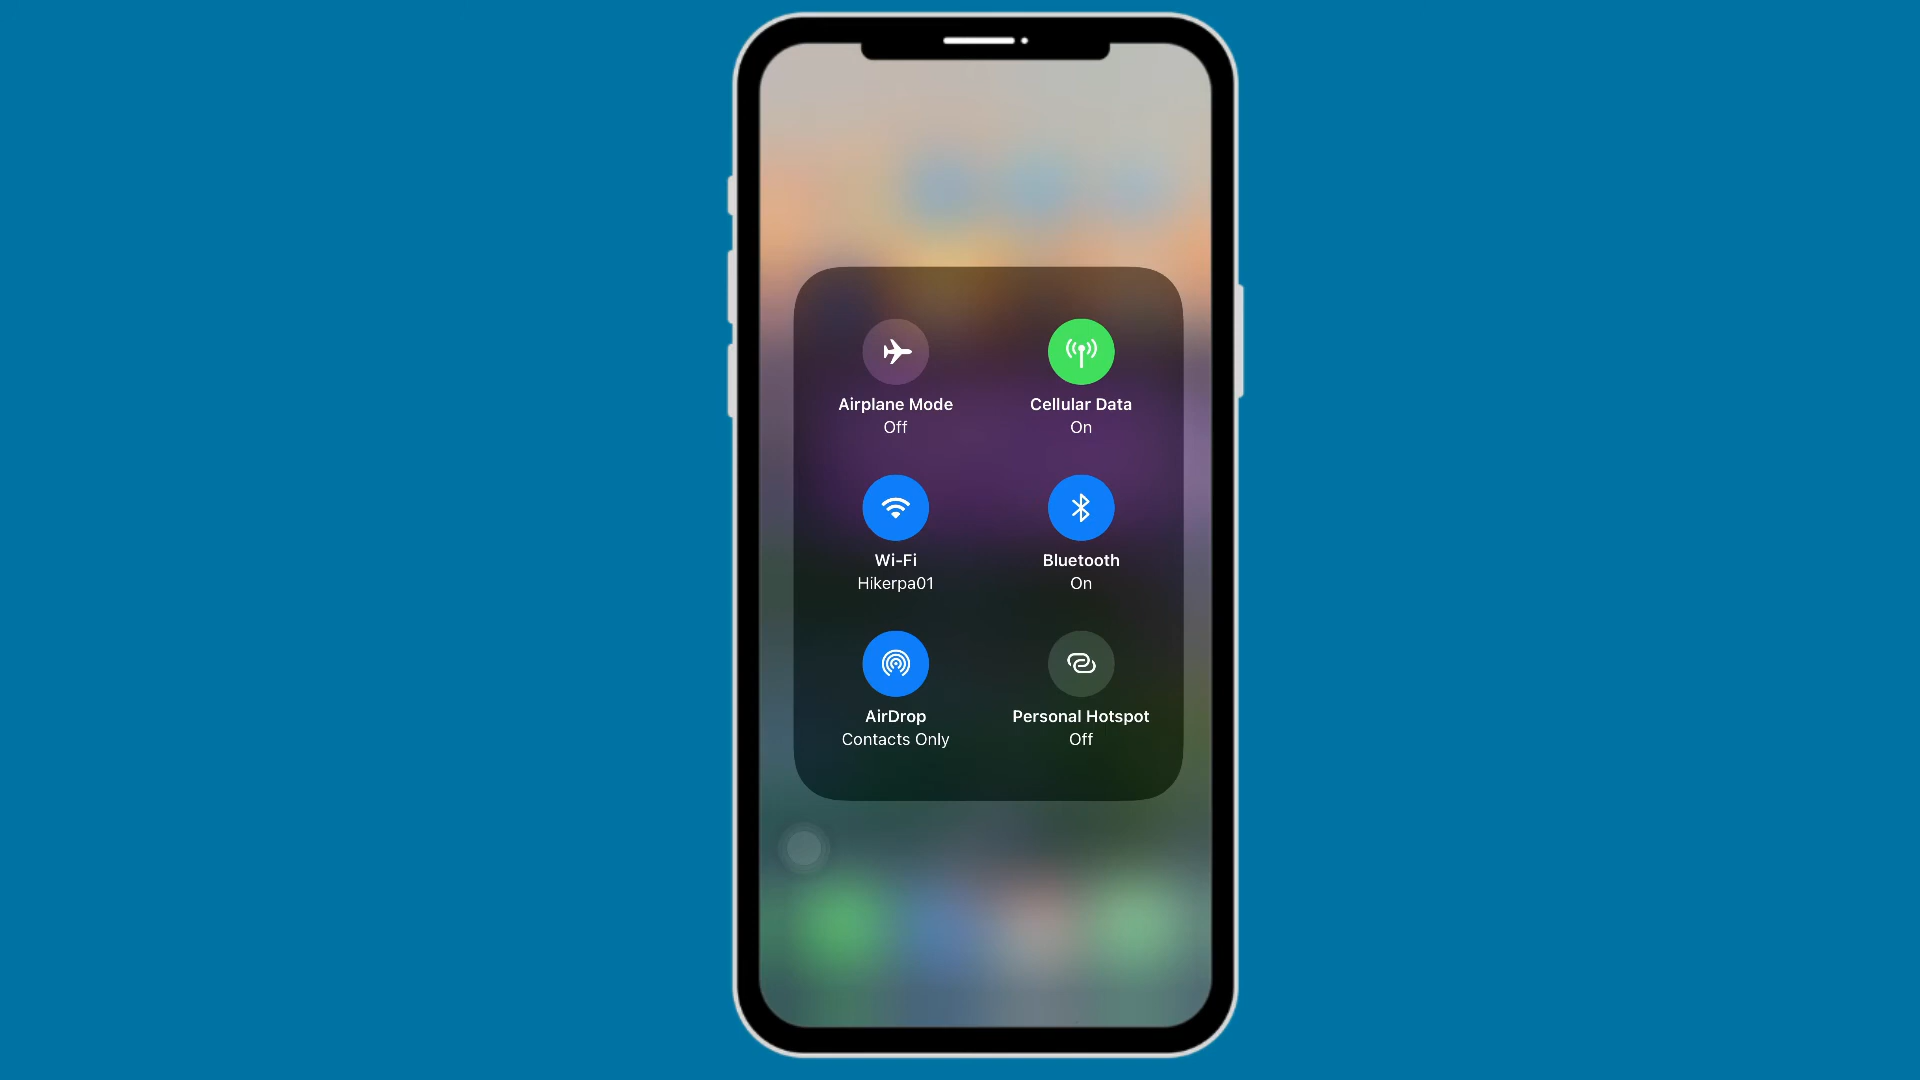 Airplane Mode
Off
Cellular Data
On
Wi-Fi
Hikerpa01
Bluetooth
On
AirDrop
Contacts Only
Personal Hotspot
Off